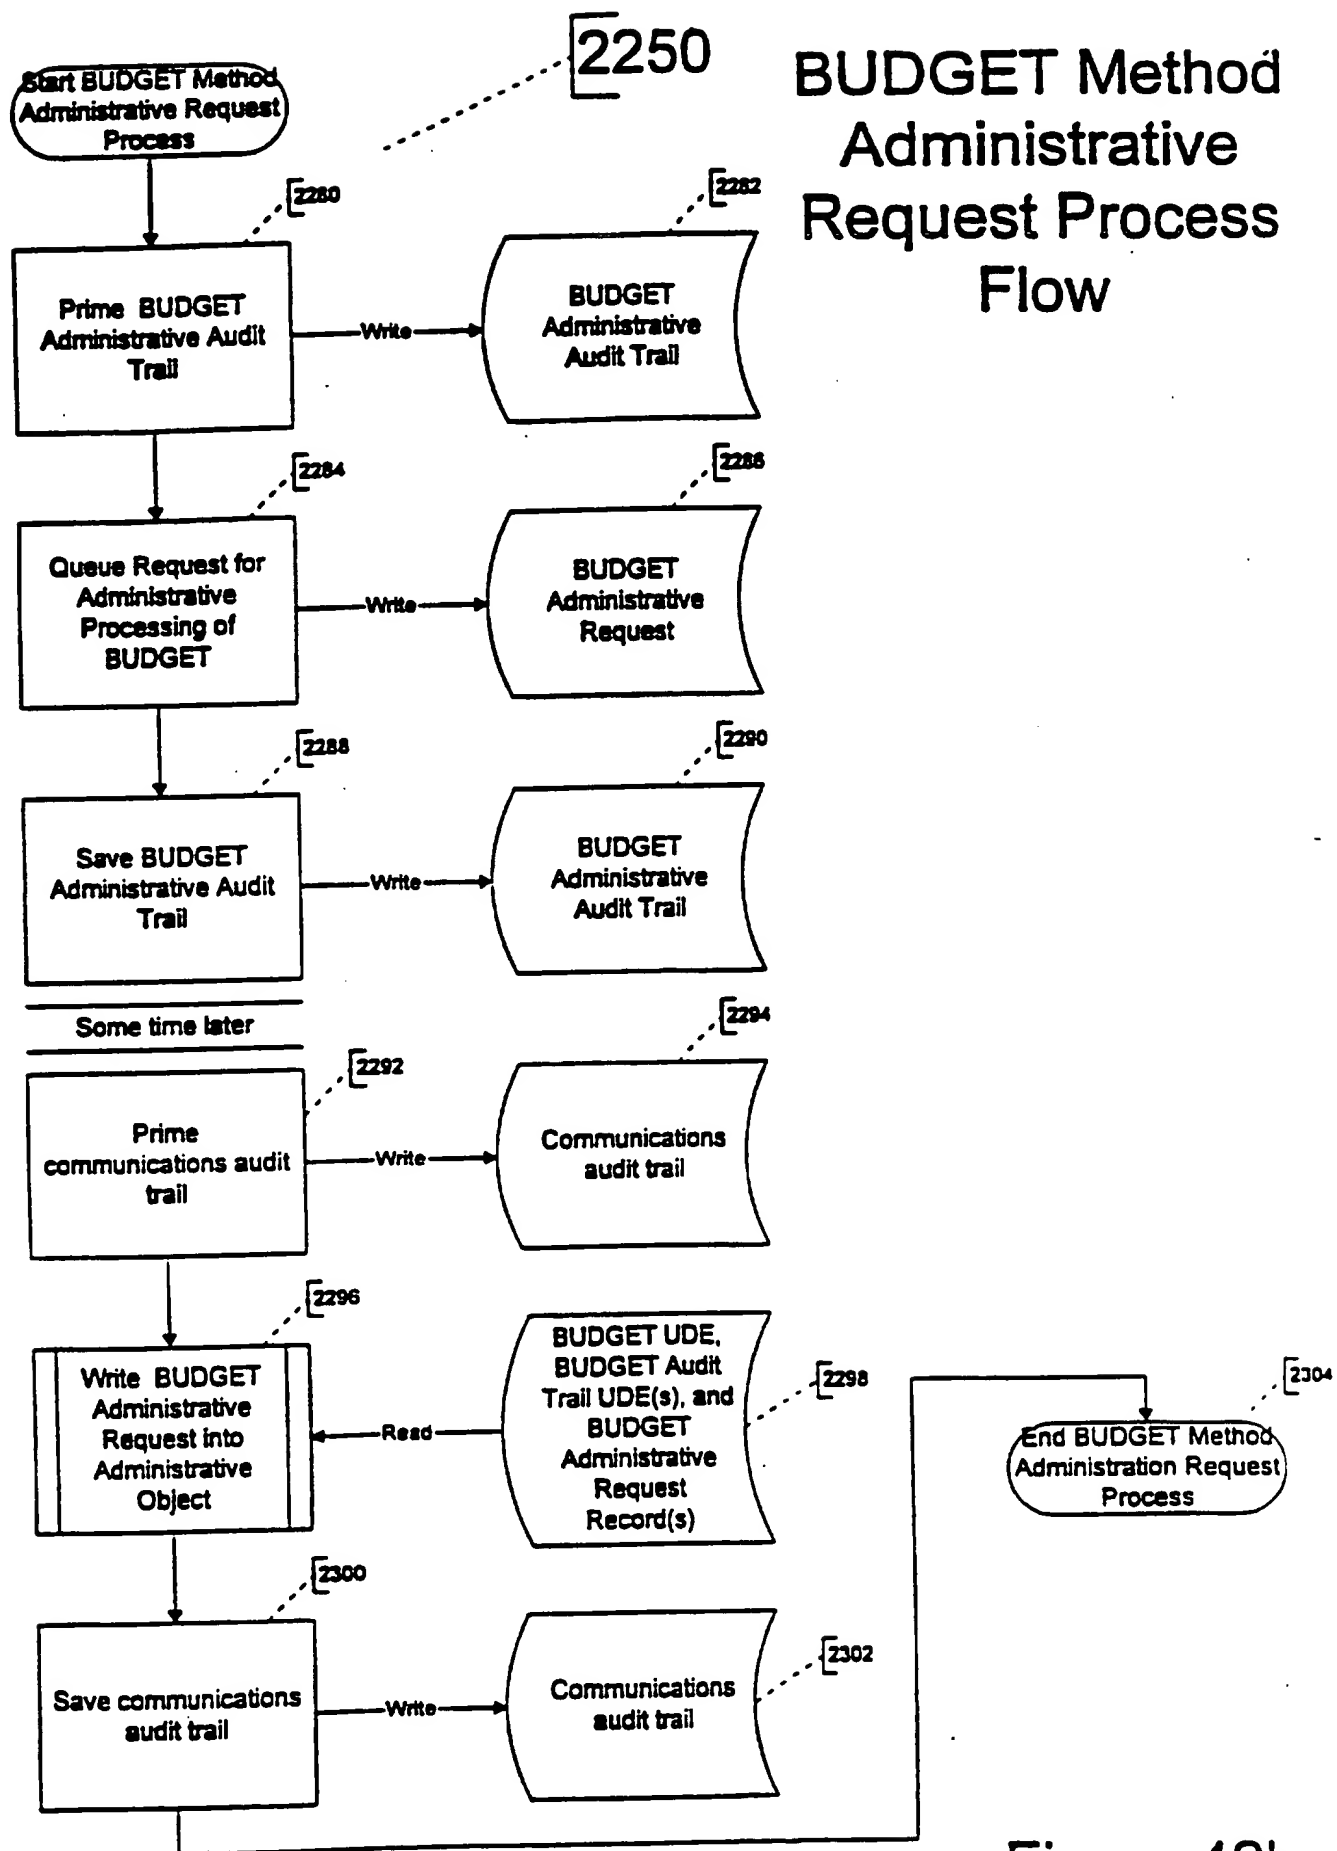 2250
BUDGET Method
Administrative
Request Process
Flow
Start BUDGET Method
Administrative Request
Process
2280
2282
Prime BUDGET
Administrative Audit
Trail
Write
BUDGET
Administrative
Audit Trail
2284
2286
Queue Request for
Administrative
Processing of
BUDGET
Write
BUDGET
Administrative
Request
2288
2290
Save BUDGET
Administrative Audit
Trail
Write
BUDGET
Administrative
Audit Trail
Some time later
2292
2294
Prime
communications audit
trail
Write
Communications
audit trail
2296
Write BUDGET
Administrative
Request into
Administrative
Object
Read
BUDGET UDE,
BUDGET Audit
Trail UDE(s), and
BUDGET
Administrative
Request
Record(s)
2298
2304
End BUDGET Method
Administration Request
Process
2300
Save communications
audit trail
Write
Communications
audit trail
2302